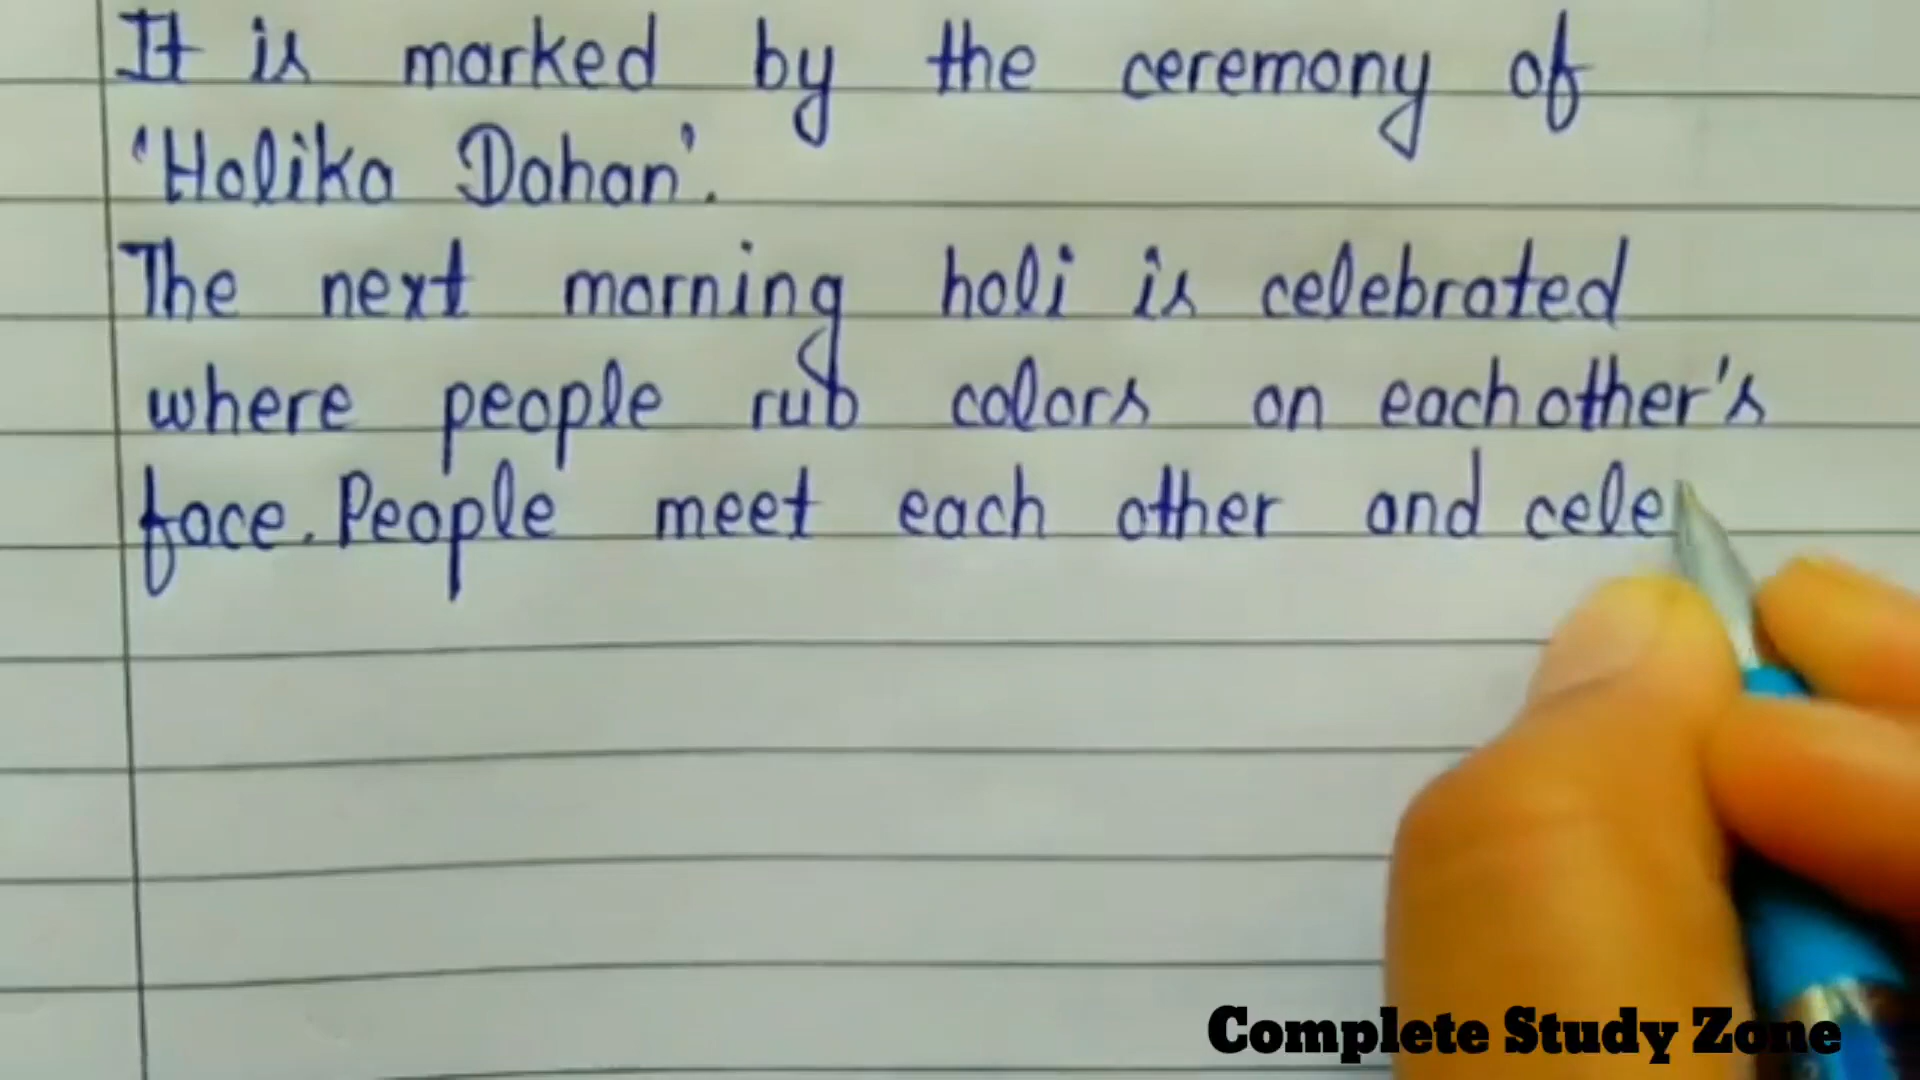 It is marked by the ceremony of
'Holika Dahan'.
The next morning holi is celebrated
where people rub colors on eachother's
face. People meet each other and cele
Complete Study Zone